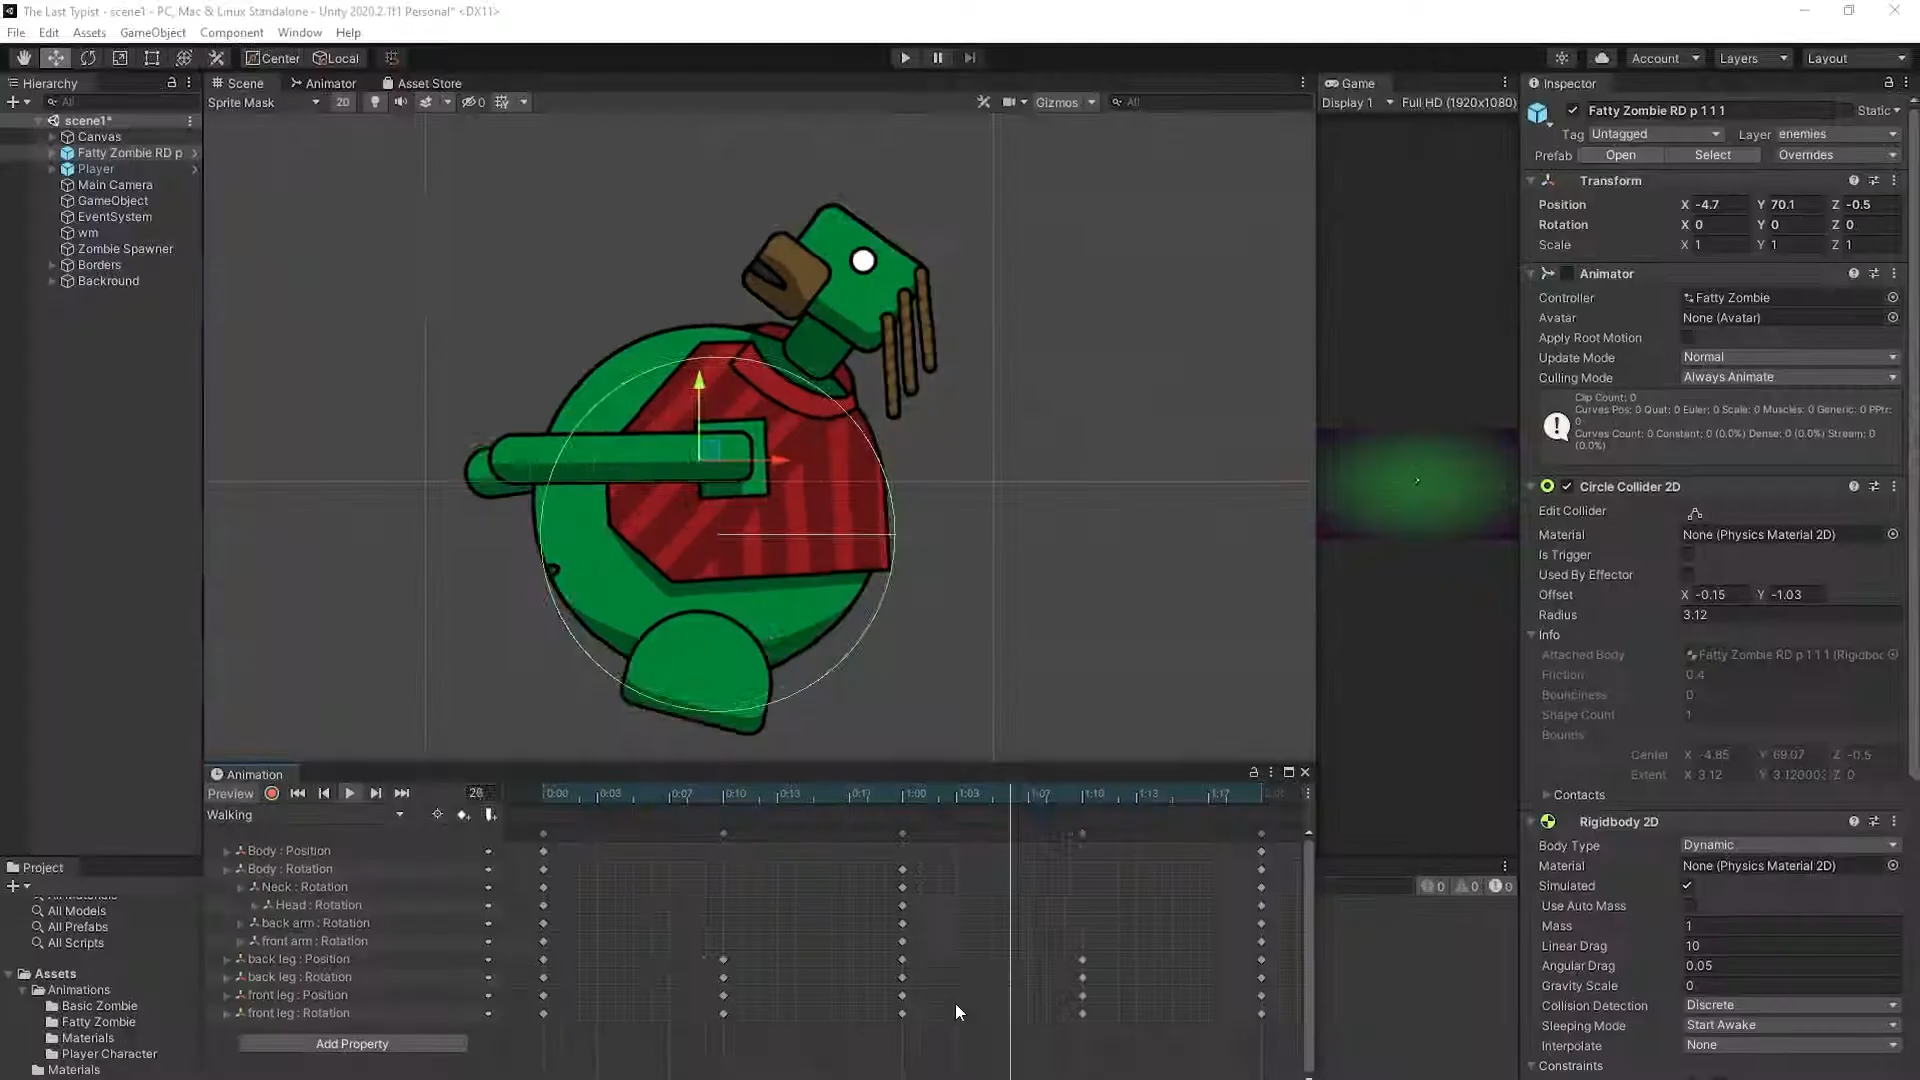 The Last Typist - scene1 - PC, Mac & Linux Standalone - Unity 2020.2.1f1 Personal* <DX11>
File Edit Assets GameObject Component Window Help
Center Local
Account Layers Layout
Hierarchy
All
scene1*
Canvas
Fatty Zombie RD p
Player
Main Camera
GameObject
EventSystem
wm
Zombie Spawner
Borders
Backround
Scene Animator Asset Store
Sprite Mask 2D 0 Gizmos All
Game
Display 1 Full HD (1920x1080)
Inspector
Fatty Zombie RD p 1 1 1 Static
Tag Untagged Layer enemies
Prefab Open Select Overrides
Transform
Position X -4.7 Y 70.1 Z -0.5
Rotation X 0 Y 0 Z 0
Scale X 1 Y 1 Z 1
Animator
Controller Fatty Zombie
Avatar None (Avatar)
Apply Root Motion
Update Mode Normal
Culling Mode Always Animate
Clip Count: 0
Curves Pos: 0 Quat: 0 Euler: 0 Scale: 0 Muscles: 0 Generic: 0 PPtr:
0
Curves Count: 0 Constant: 0 (0.0%) Dense: 0 (0.0%) Stream: 0
(0.0%)
Circle Collider 2D
Edit Collider
Material None (Physics Material 2D)
Is Trigger
Used By Effector
Offset X -0.15 Y -1.03
Radius 3.12
Info
Attached Body Fatty Zombie RD p 1 1 1 (Rigidboc
Friction 0.4
Bounciness 0
Shape Count 1
Bounds
Center X -4.85 Y 69.07 Z -0.5
Extent X 3.12 Y 3.12000 Z 0
Contacts
Rigidbody 2D
Body Type Dynamic
Material None (Physics Material 2D)
Simulated
Use Auto Mass
Mass 1
Linear Drag 10
Angular Drag 0.05
Gravity Scale 0
Collision Detection Discrete
Sleeping Mode Start Awake
Interpolate None
Constraints
Animation
Preview 26 0:00 0:03 0:07 0:10 0:13 0:17 1:00 1:03 1:07 1:10 1:13 1:17
Walking
Body : Position
Body : Rotation
Neck : Rotation
Head : Rotation
back arm : Rotation
front arm : Rotation
back leg : Position
back leg : Rotation
front leg : Position
front leg : Rotation
Add Property
0 0 0
Project
All Models
All Prefabs
All Scripts
Assets
Animations
Basic Zombie
Fatty Zombie
Materials
Player Character
Materials